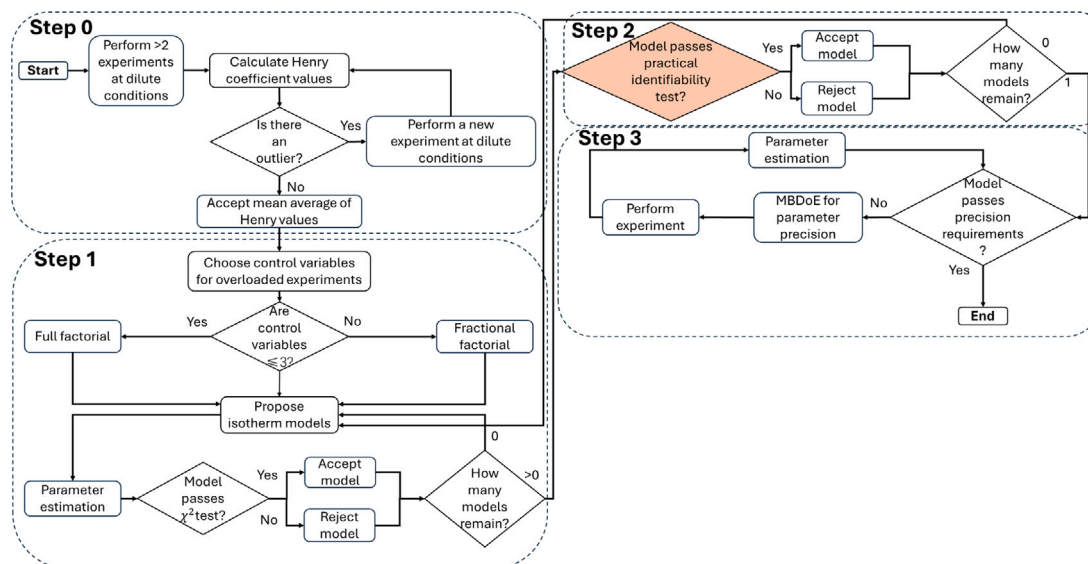 Step 0
Start
Perform >2
experiments
at dilute
conditions
Calculate Henry
coefficient values
Is there
an
outlier?
Yes
Perform a new
experiment at dilute
conditions
No
Accept mean average of
Henry values
Step 1
Choose control variables
for overloaded experiments
Are
control
variables
≤3?
Yes
No
Full factorial
Fractional
factorial
Propose
isotherm models
Parameter
estimation
Model
passes
χ² test?
Yes
No
Accept
model
Reject
model
How
many
models
remain?
0
>0
Step 2
Model passes
practical
identifiability
test?
Yes
No
Accept
model
Reject
model
How
many
models
remain?
0
1
Step 3
Parameter
estimation
Model
passes
precision
requirements
?
No
MBDoE for
parameter
precision
Perform
experiment
Yes
End